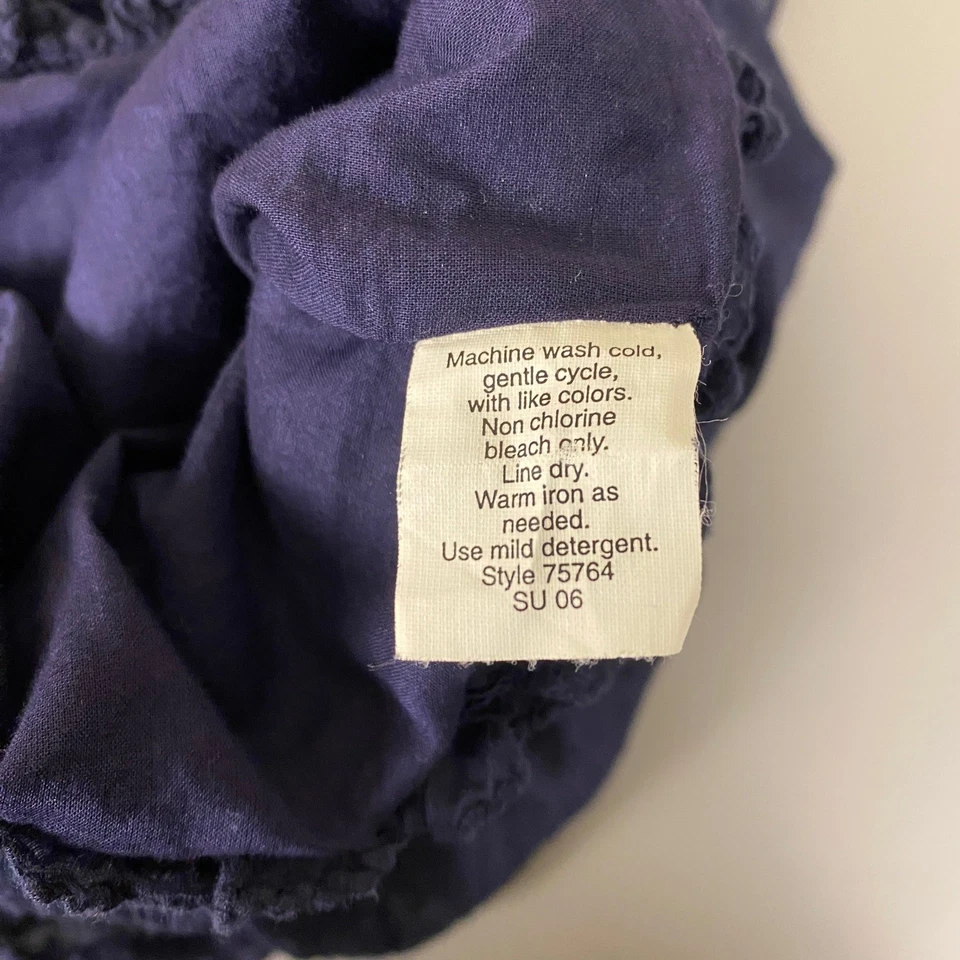 Machine wash cold,
gentle cycle,
with like colors.
Non chlorine
bleach only.
Line dry.
Warm iron as
needed.
Use mild detergent.
Style 75764
SU 06